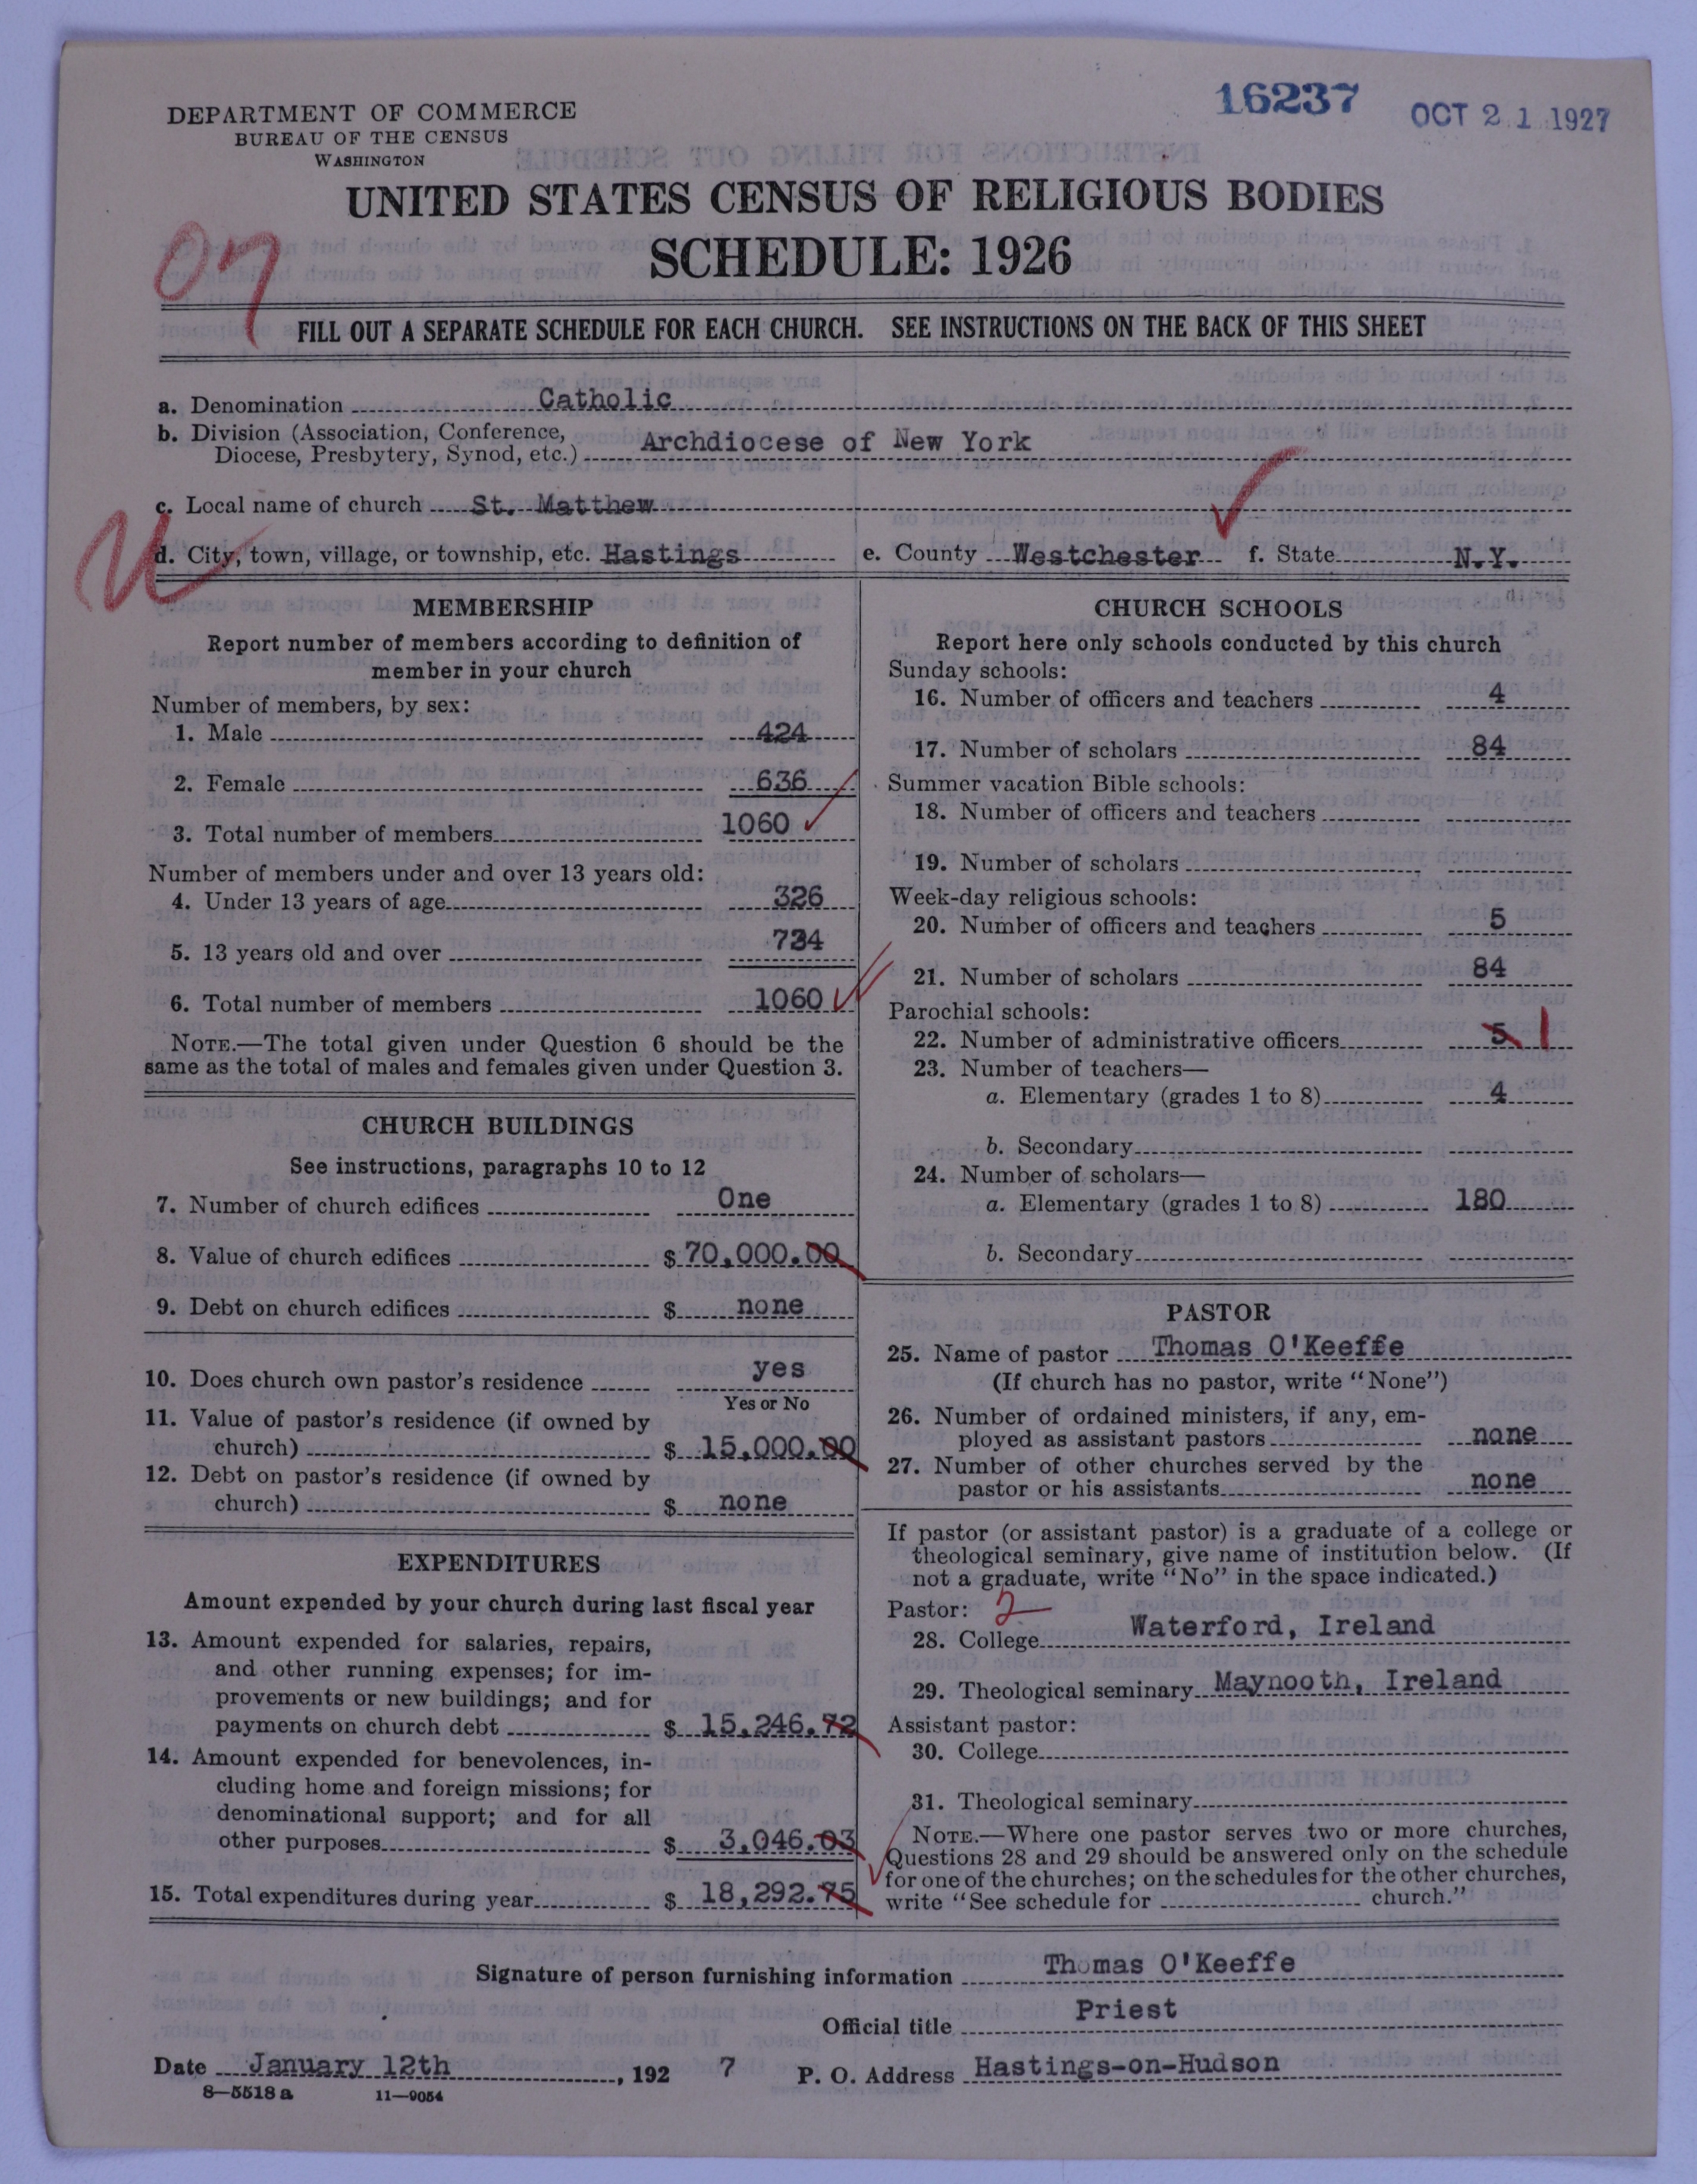 16237 OCT 21 1927
DEPARTMENT OF COMMERCE
BUREAU OF THE CENSUS
WASHINGTON
UNITED STATES CENSUS OF RELIGIOUS BODIES
SCHEDULE: 1926
07
FILL OUT A SEPARATE SCHEDULE FOR EACH CHURCH. SEE INSTRUCTIONS ON THE BACK OF THIS SHEET
a. Denomination Catholic
b. Division (Association, Conference,
Diocese, Presbytery, Synod, etc.) Archdiocese of New York
c. Local name of church St. Matthew
d. City, town, village, or township, etc. Hastings e. County Westchester f. State N.Y.
MEMBERSHIP
Report number of members according to definition of
member in your church
Number of members, by sex:
1. Male 424
2. Female 636
3. Total number of members 1060
Number of members under and over 13 years old:
4. Under 13 years of age 326
5. 13 years old and over 734
6. Total number of members 1060
NOTE.—The total given under Question 6 should be the
same as the total of males and females given under Question 3.
CHURCH BUILDINGS
See instructions, paragraphs 10 to 12
7. Number of church edifices One
8. Value of church edifices $ 70,000.00
9. Debt on church edifices $ none
10. Does church own pastor's residence yes
Yes or No
11. Value of pastor's residence (if owned by
church) $ 15,000.00
12. Debt on pastor's residence (if owned by
church) $ none
EXPENDITURES
Amount expended by your church during last fiscal year
13. Amount expended for salaries, repairs,
and other running expenses; for im-
provements or new buildings; and for
payments on church debt $ 15,246.72
14. Amount expended for benevolences, in-
cluding home and foreign missions; for
denominational support; and for all
other purposes $ 3,046.03
15. Total expenditures during year $ 18,292.75
CHURCH SCHOOLS
Report here only schools conducted by this church
Sunday schools:
16. Number of officers and teachers 4
17. Number of scholars 84
Summer vacation Bible schools:
18. Number of officers and teachers
19. Number of scholars
Week-day religious schools:
20. Number of officers and teachers 5
21. Number of scholars 84
Parochial schools:
22. Number of administrative officers 5 1
23. Number of teachers—
a. Elementary (grades 1 to 8) 4
b. Secondary
24. Number of scholars—
a. Elementary (grades 1 to 8) 180
b. Secondary
PASTOR
25. Name of pastor Thomas O'Keeffe
(If church has no pastor, write "None")
26. Number of ordained ministers, if any, em-
ployed as assistant pastors none
27. Number of other churches served by the
pastor or his assistants none
If pastor (or assistant pastor) is a graduate of a college or
theological seminary, give name of institution below. (If
not a graduate, write "No" in the space indicated.)
Pastor: 2
28. College Waterford, Ireland
29. Theological seminary Maynooth, Ireland
Assistant pastor:
30. College
31. Theological seminary
NOTE.—Where one pastor serves two or more churches,
Questions 28 and 29 should be answered only on the schedule
for one of the churches; on the schedules for the other churches,
write "See schedule for church."
Signature of person furnishing information Thomas O'Keeffe
Official title Priest
Date January 12th, 192 7 P. O. Address Hastings-on-Hudson
8—5518 a 11—9054